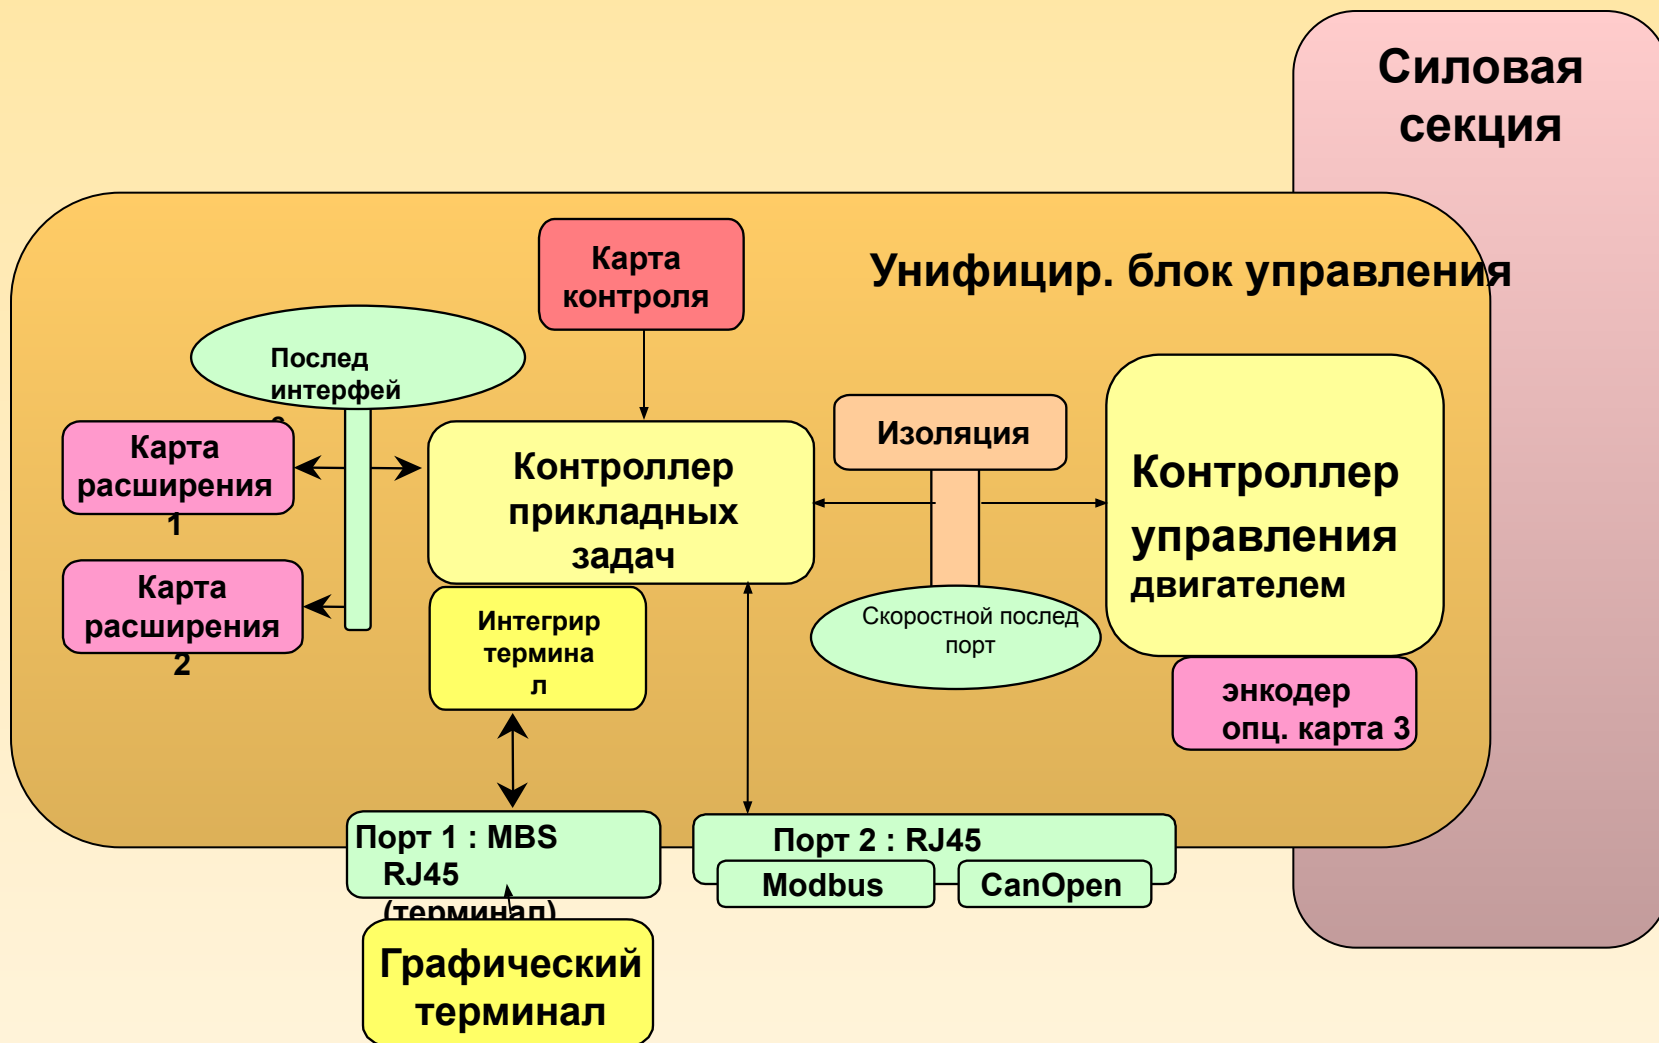 Силовая
секция
Унифицир. блок управления
Карта
контроля
Послед
интерфей
Карта
расширения
1
Карта
расширения
2
Контроллер
прикладных
задач
Интегрир
термина
л
Изоляция
Скоростной послед
порт
Контроллер
управления
двигателем
энкодер
опц. карта 3
Порт 1 : MBS
RJ45
(терминал)
Порт 2 : RJ45
Modbus
CanOpen
Графический
терминал